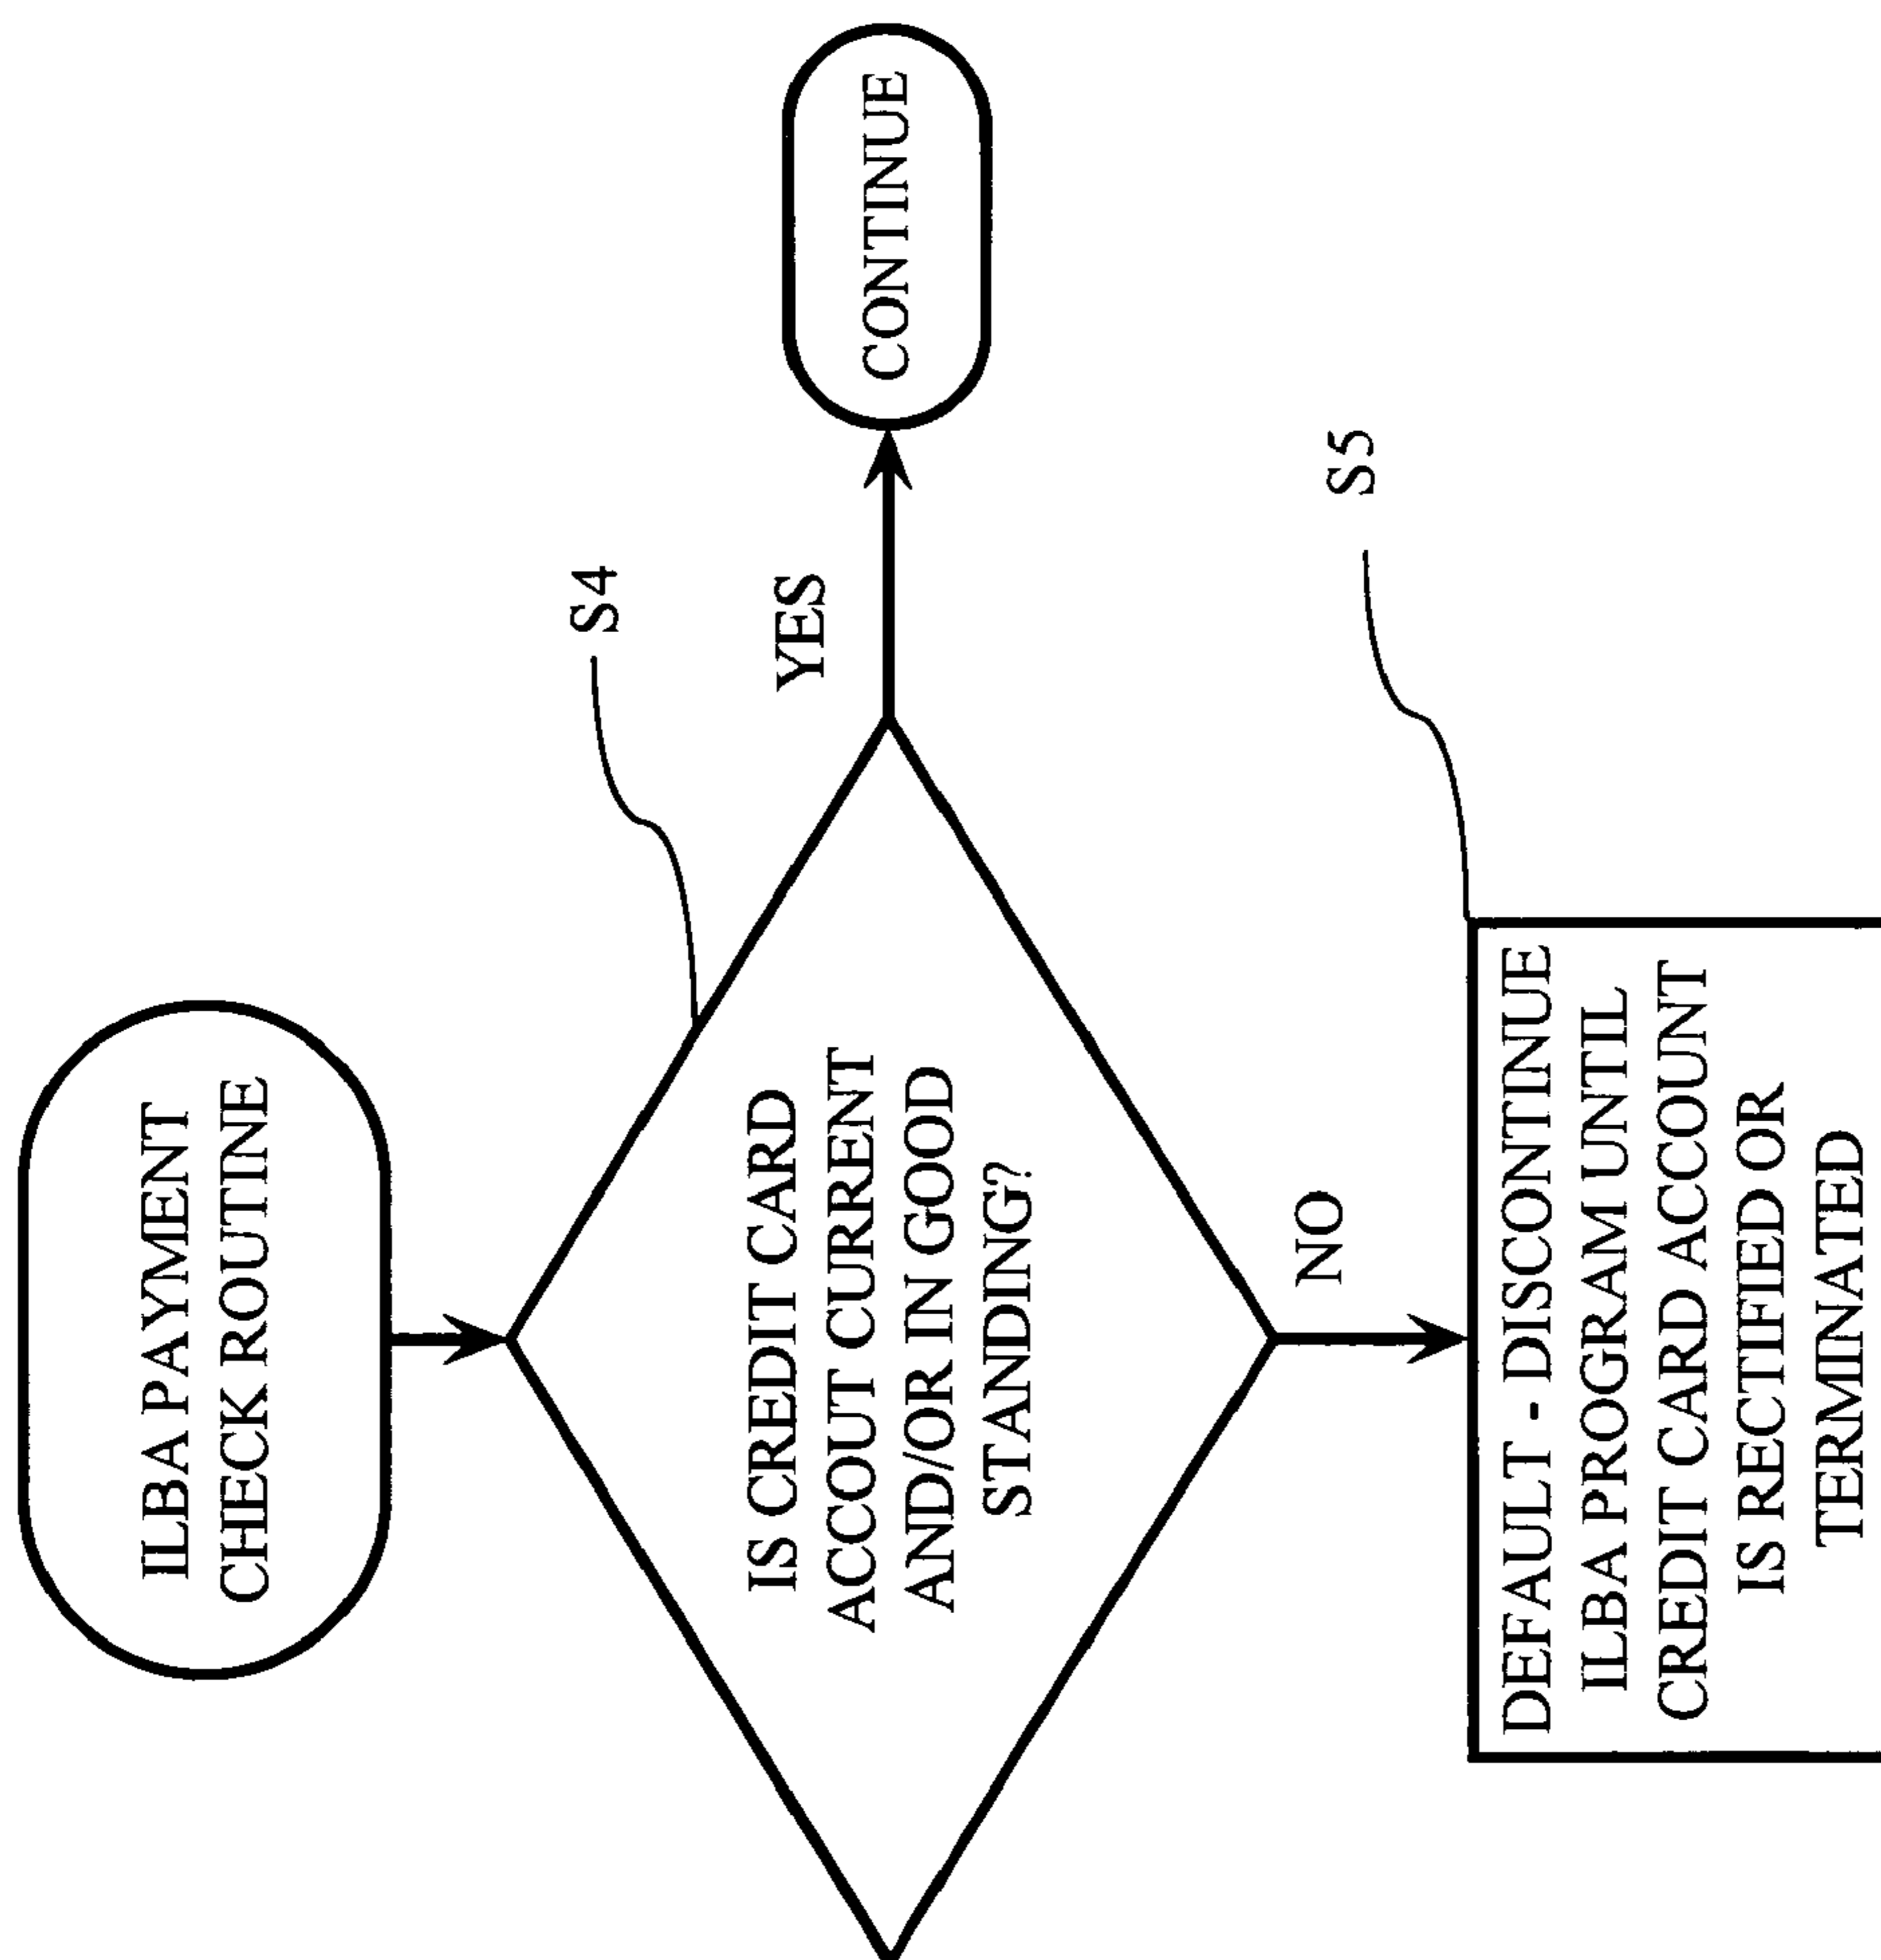 ILBA PAYMENT
CHECK ROUTINE
S4
IS CREDIT CARD
ACCOUT CURRENT
AND/OR IN GOOD
STANDING?
YES
CONTINUE
NO
S5
DEFAULT - DISCONTINUE
ILBA PROGRAM UNTIL
CREDIT CARD ACCOUNT
IS RECTIFIED OR
TERMINATED